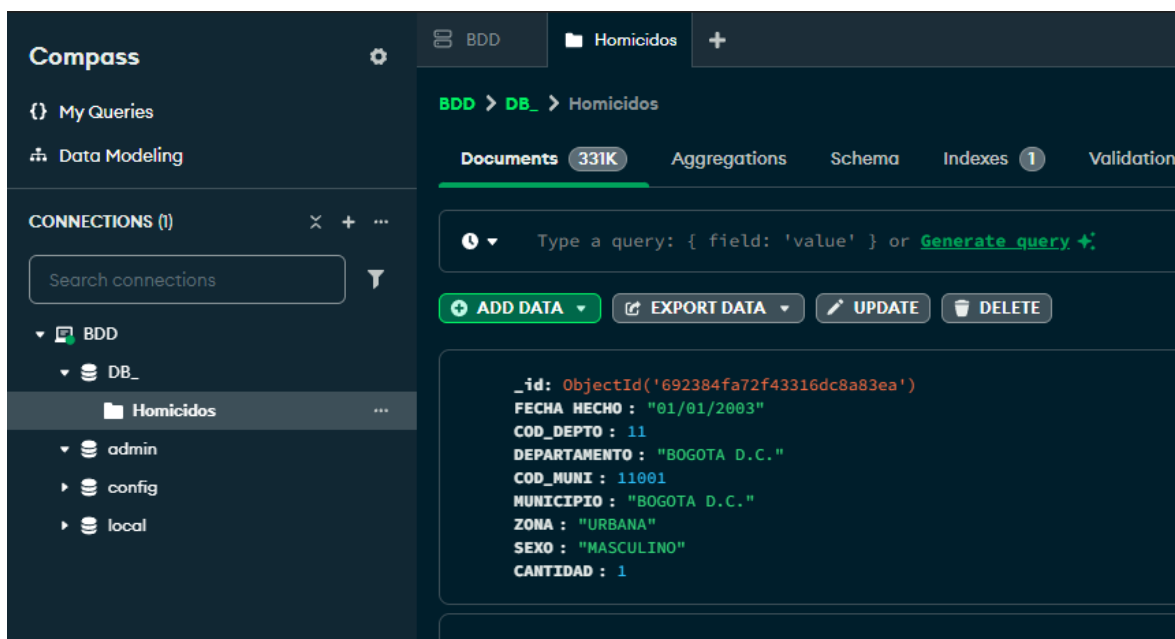 Compass
My Queries
Data Modeling
CONNECTIONS (1)
Search connections
BDD
DB_
Homicidos
admin
config
local
BDD
Homicidos
BDD > DB_ > Homicidos
Documents 331K Aggregations Schema Indexes 1 Validation
Type a query: { field: 'value' } or Generate query
ADD DATA EXPORT DATA UPDATE DELETE
_id: ObjectId('692384fa72f43316dc8a83ea')
FECHA HECHO : "01/01/2003"
COD_DEPTO : 11
DEPARTAMENTO : "BOGOTA D.C."
COD_MUNI : 11001
MUNICIPIO : "BOGOTA D.C."
ZONA : "URBANA"
SEXO : "MASCULINO"
CANTIDAD : 1